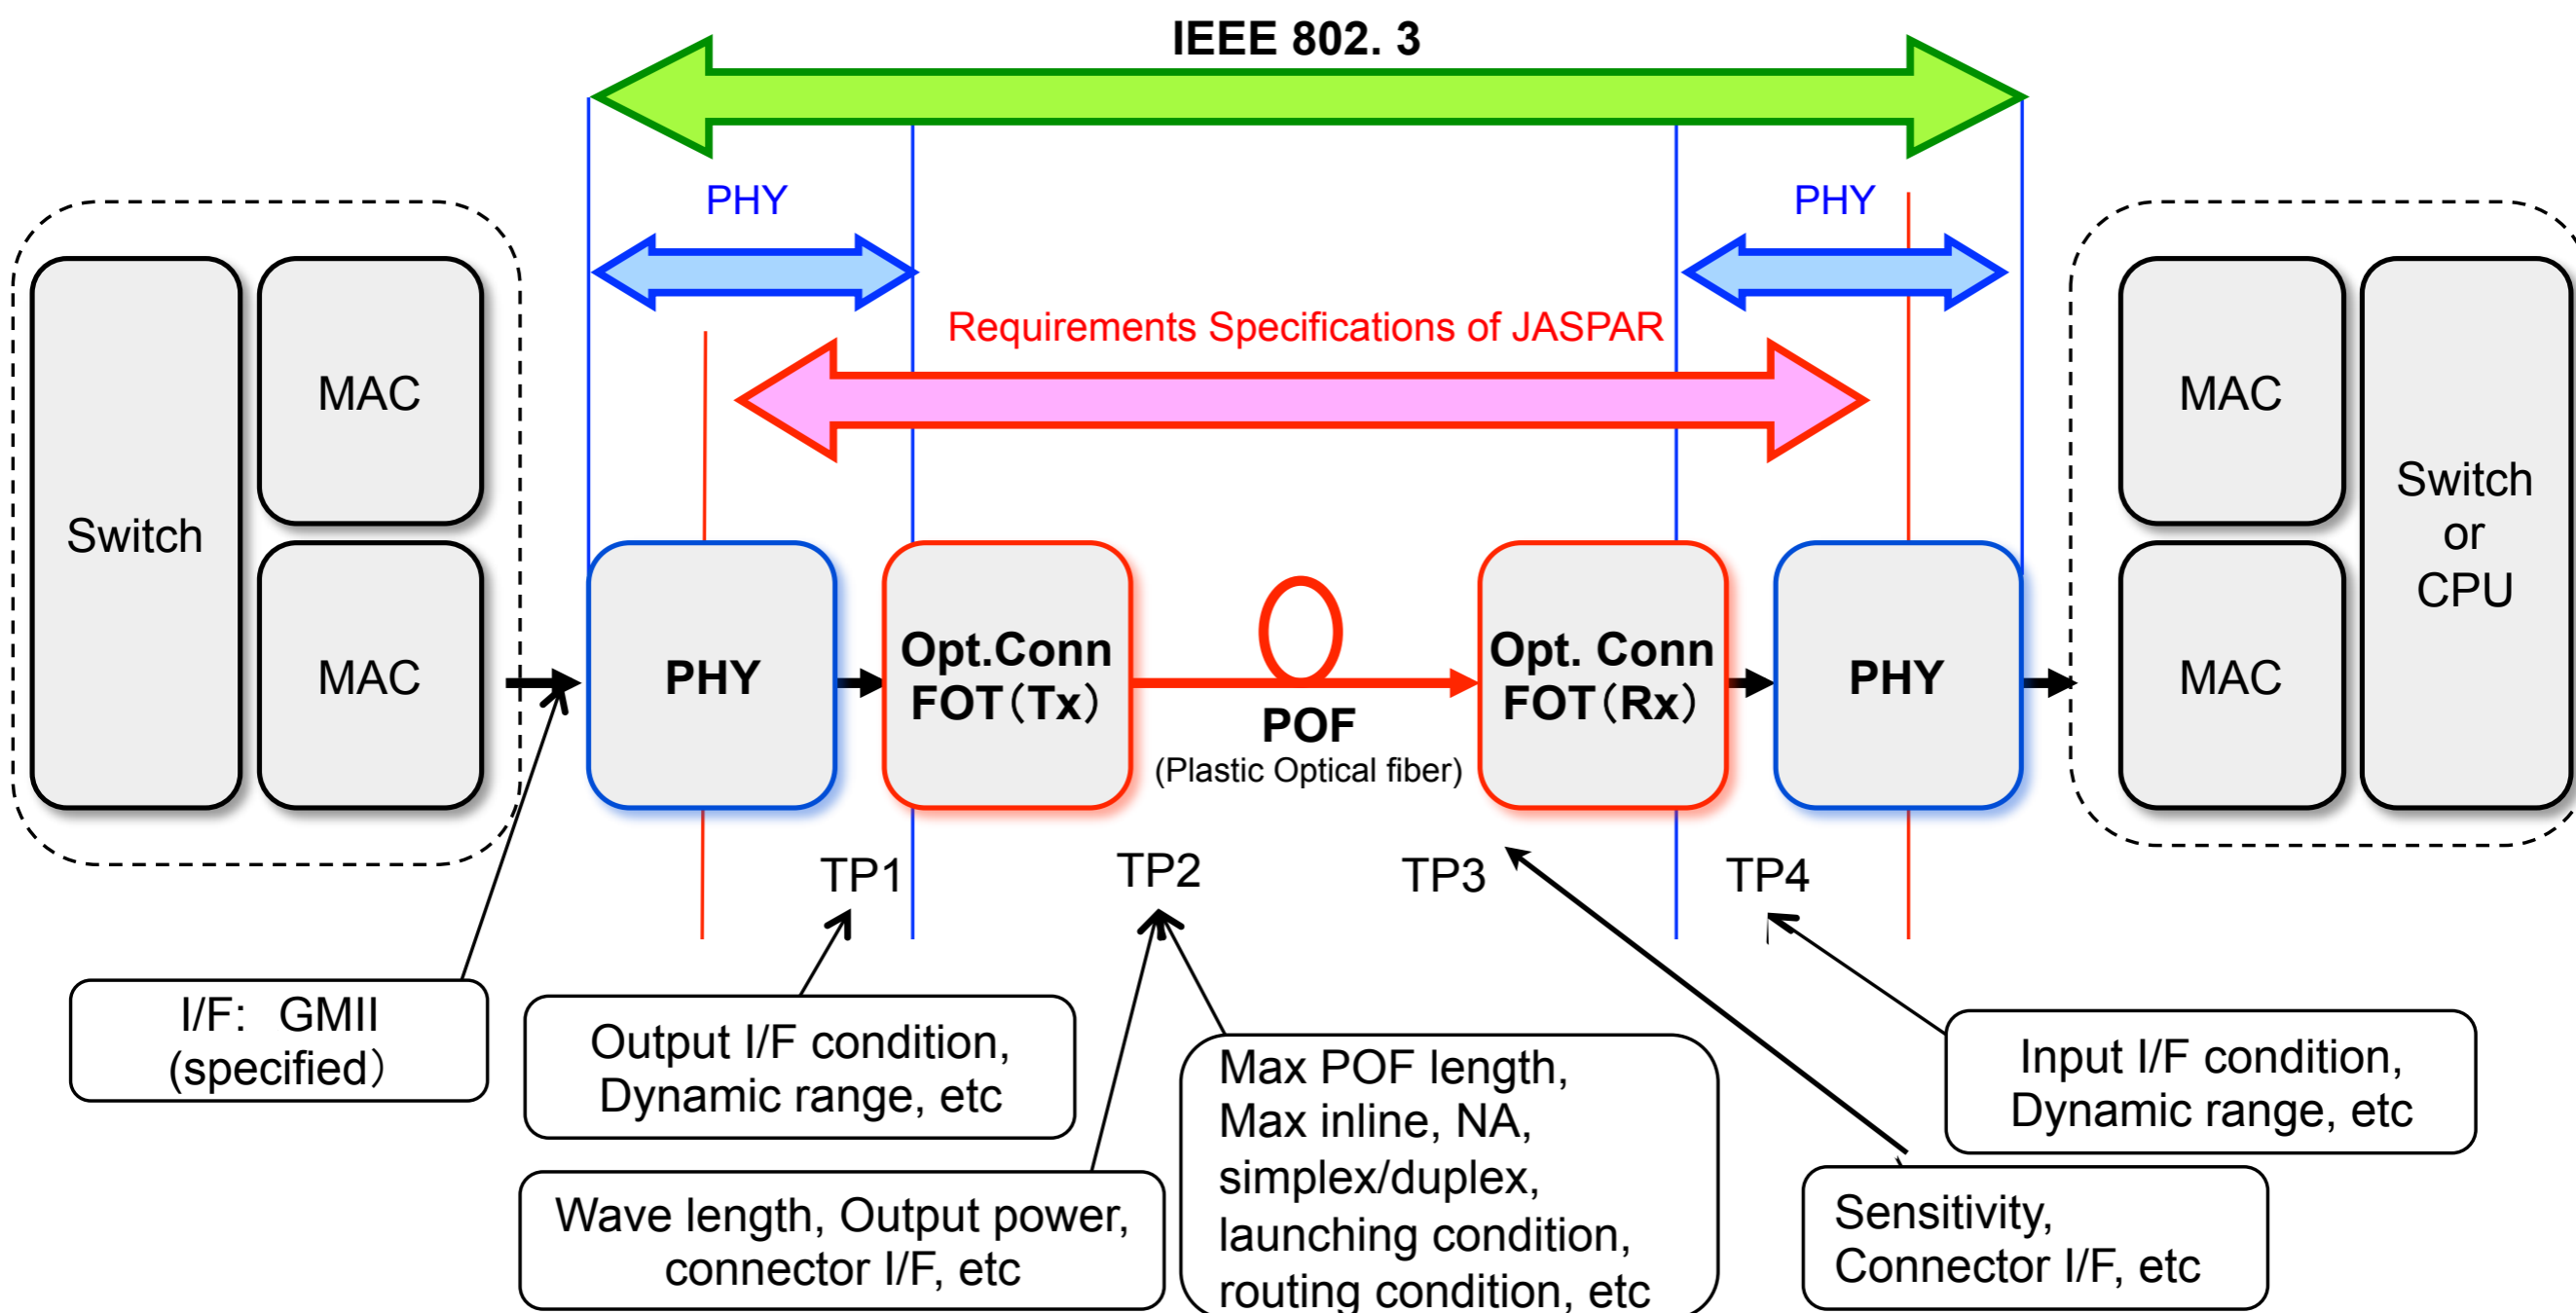 IEEE 802. 3
PHY
PHY
Requirements Specifications of JASPAR
Switch
MAC
MAC
PHY
Opt.Conn
FOT（Tx）
POF
(Plastic Optical fiber)
Opt. Conn
FOT（Rx）
PHY
MAC
MAC
Switch
or
CPU
TP1
TP2
TP3
TP4
I/F: GMII
(specified）
Output I/F condition,
Dynamic range, etc
Wave length, Output power,
connector I/F, etc
Max POF length,
Max inline, NA,
simplex/duplex,
launching condition,
routing condition, etc
Input I/F condition,
Dynamic range, etc
Sensitivity,
Connector I/F, etc